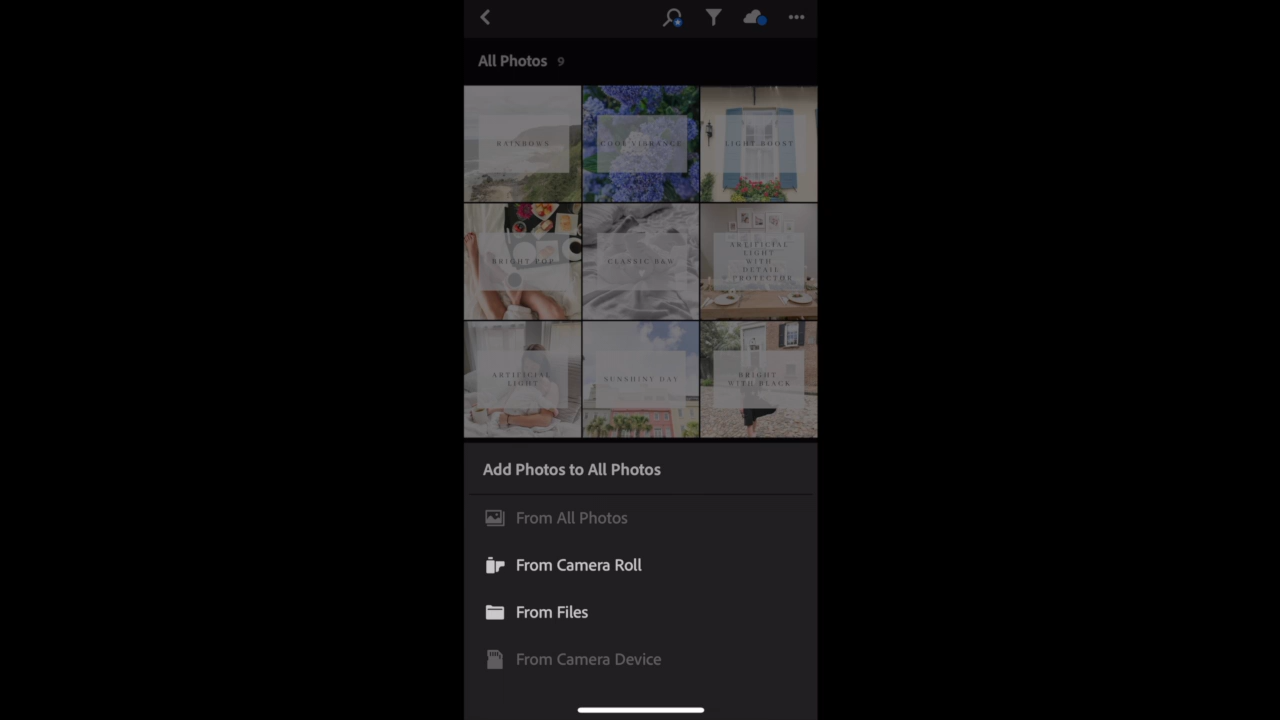 All Photos 9
RAINBOWS
COOL VIBRANCE
LIGHT BOOST
BRIGHT POP
CLASSIC B&W
ARTIFICIAL
LIGHT
WITH
DETAIL
+ PROTECTOR
ARTIFICIAL
LIGHT
SUNSHINY DAY
BRIGHT
WITH BLACK
Add Photos to All Photos
From All Photos
From Camera Roll
From Files
From Camera Device